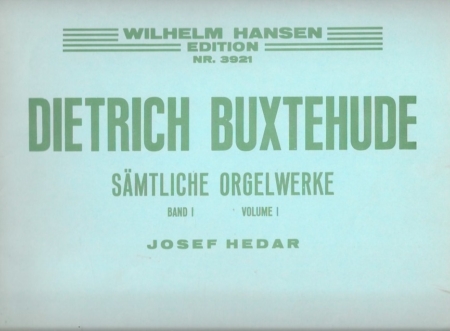 WILHELM HANSEN
EDITION
NR. 3921
DIETRICH BUXTEHUDE
SÄMTLICHE ORGELWERKE
BAND I VOLUME I
JOSEF HEDAR